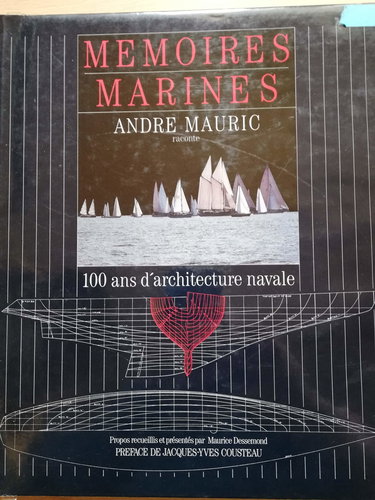 MEMOIRES
MARINES
ANDRE MAURIC
raconte
100 ans d'architecture navale
Propos recueillis et présentés par Maurice Dessemond
PREFACE DE JACQUES-YVES COUSTEAU